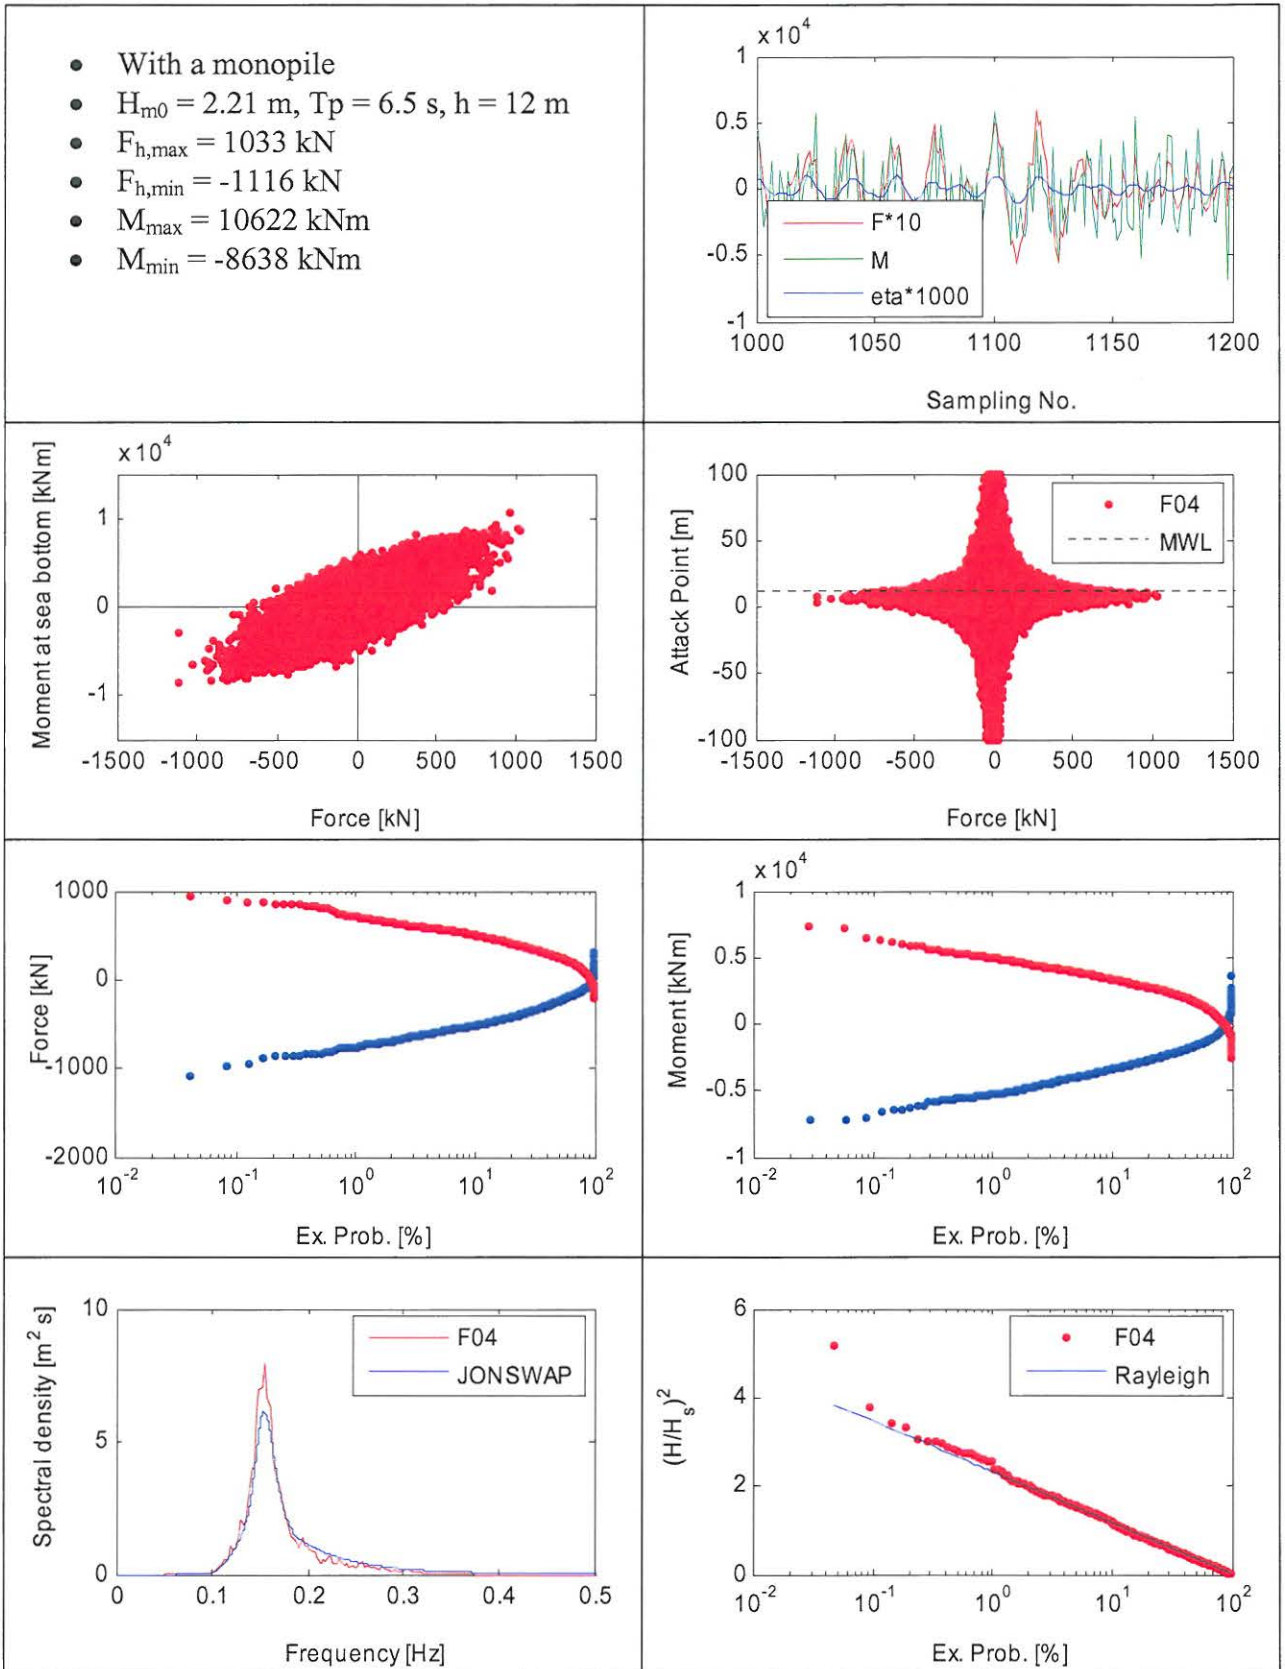 • With a monopile
• Hm0 = 2.21 m, Tp = 6.5 s, h = 12 m
• Fh,max = 1033 kN
• Fh,min = -1116 kN
• Mmax = 10622 kNm
• Mmin = -8638 kNm
x 10^4
1
0.5
0
-0.5
-1
F*10
M
eta*1000
1000 1050 1100 1150 1200
Sampling No.
x 10^4
Moment at sea bottom [kNm]
1
0
-1
-1500 -1000 -500 0 500 1000 1500
Force [kN]
Attack Point [m]
100
50
0
-50
-100
F04
MWL
-1500 -1000 -500 0 500 1000 1500
Force [kN]
Force [kN]
1000
0
-1000
-2000
10^-2 10^-1 10^0 10^1 10^2
Ex. Prob. [%]
x 10^4
Moment [kNm]
1
0.5
0
-0.5
-1
10^-2 10^-1 10^0 10^1 10^2
Ex. Prob. [%]
Spectral density [m^2 s]
10
5
0
F04
JONSWAP
0 0.1 0.2 0.3 0.4 0.5
Frequency [Hz]
(H/Hs)^2
6
4
2
0
F04
Rayleigh
10^-2 10^-1 10^0 10^1 10^2
Ex. Prob. [%]